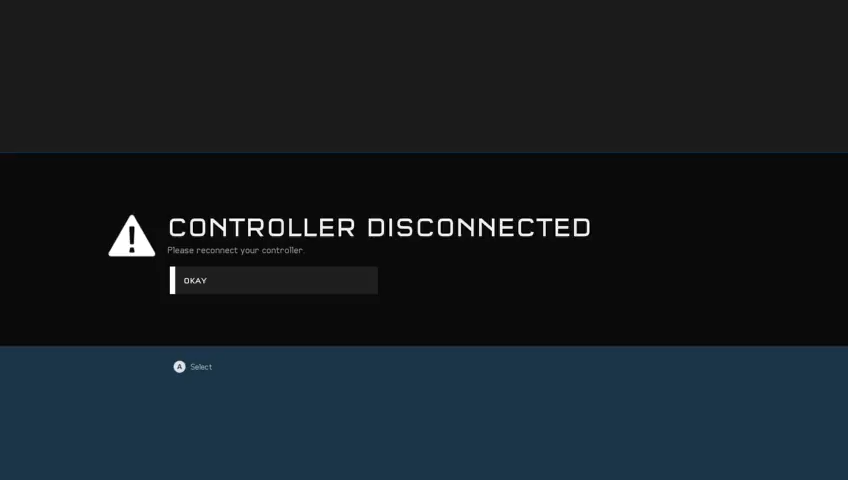 CONTROLLER DISCONNECTED
Please reconnect your controller.
OKAY
A Select